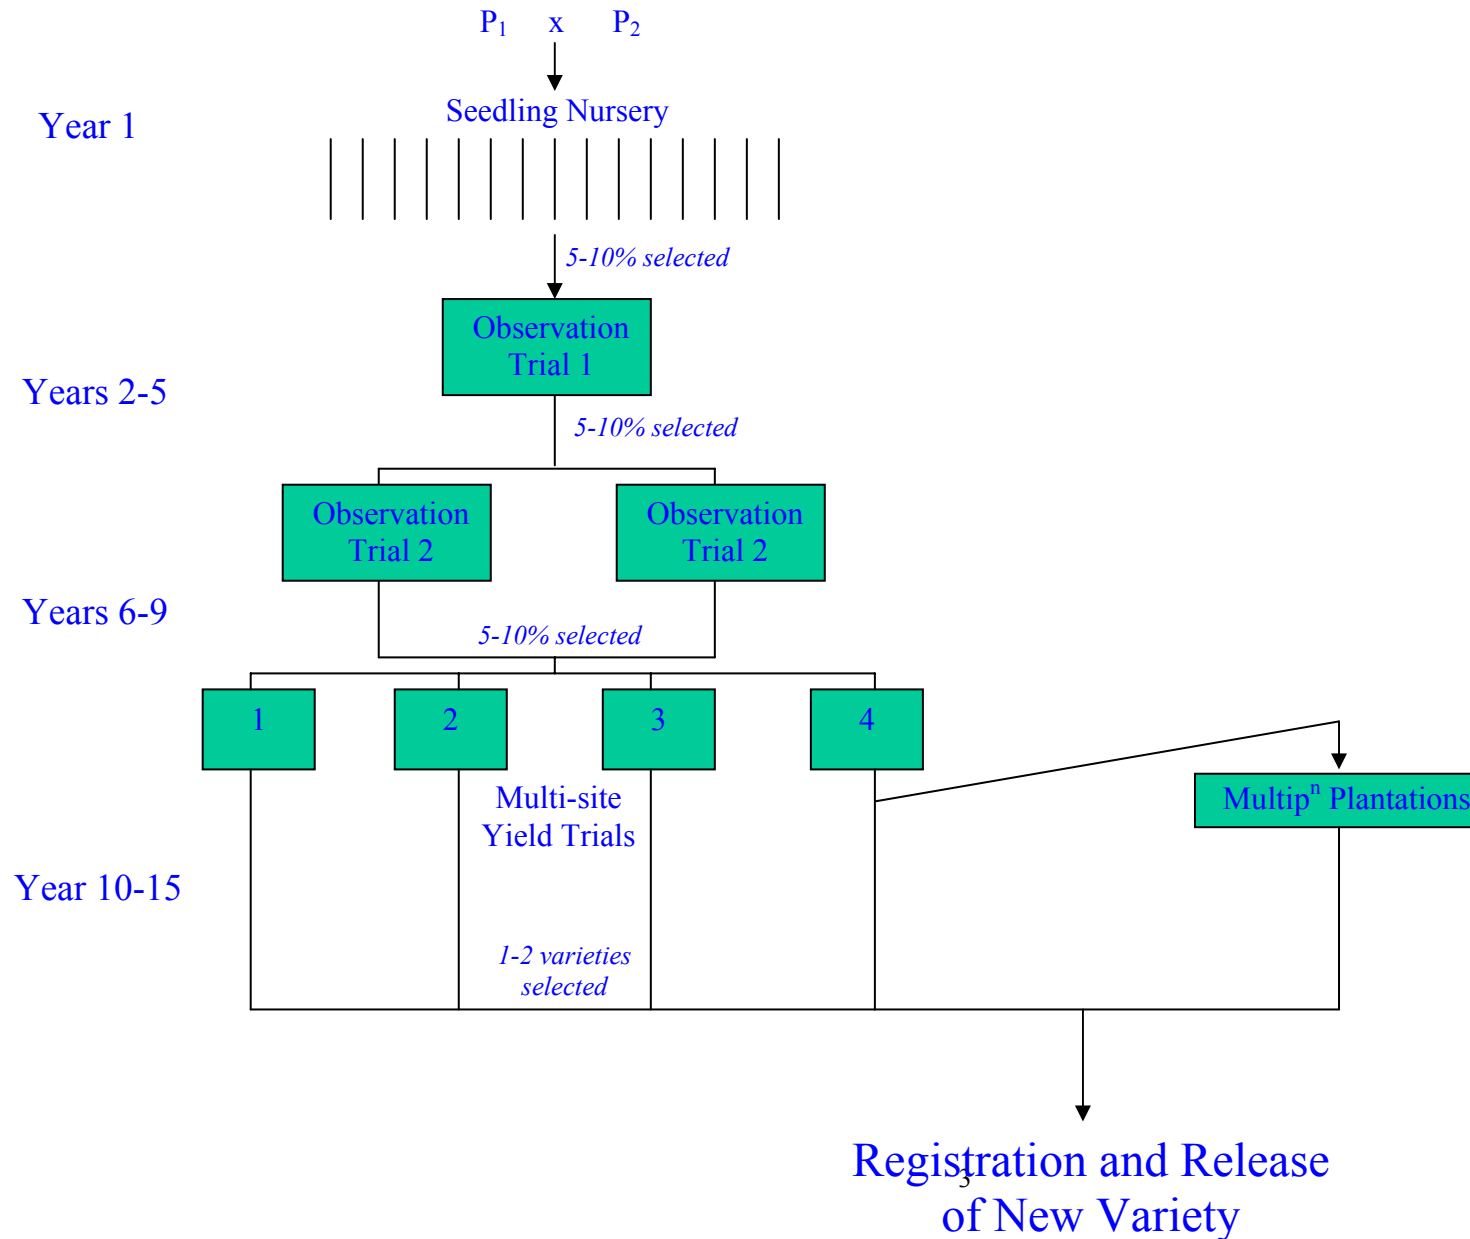 P₁ x P₂
Seedling Nursery
Year 1
5-10% selected
Observation
Trial 1
Years 2-5
5-10% selected
Observation
Trial 2
Observation
Trial 2
Years 6-9
5-10% selected
1
2
3
4
Multi-site
Yield Trials
Multipⁿ Plantations
Year 10-15
1-2 varieties
selected
Registration and Release
3
of New Variety